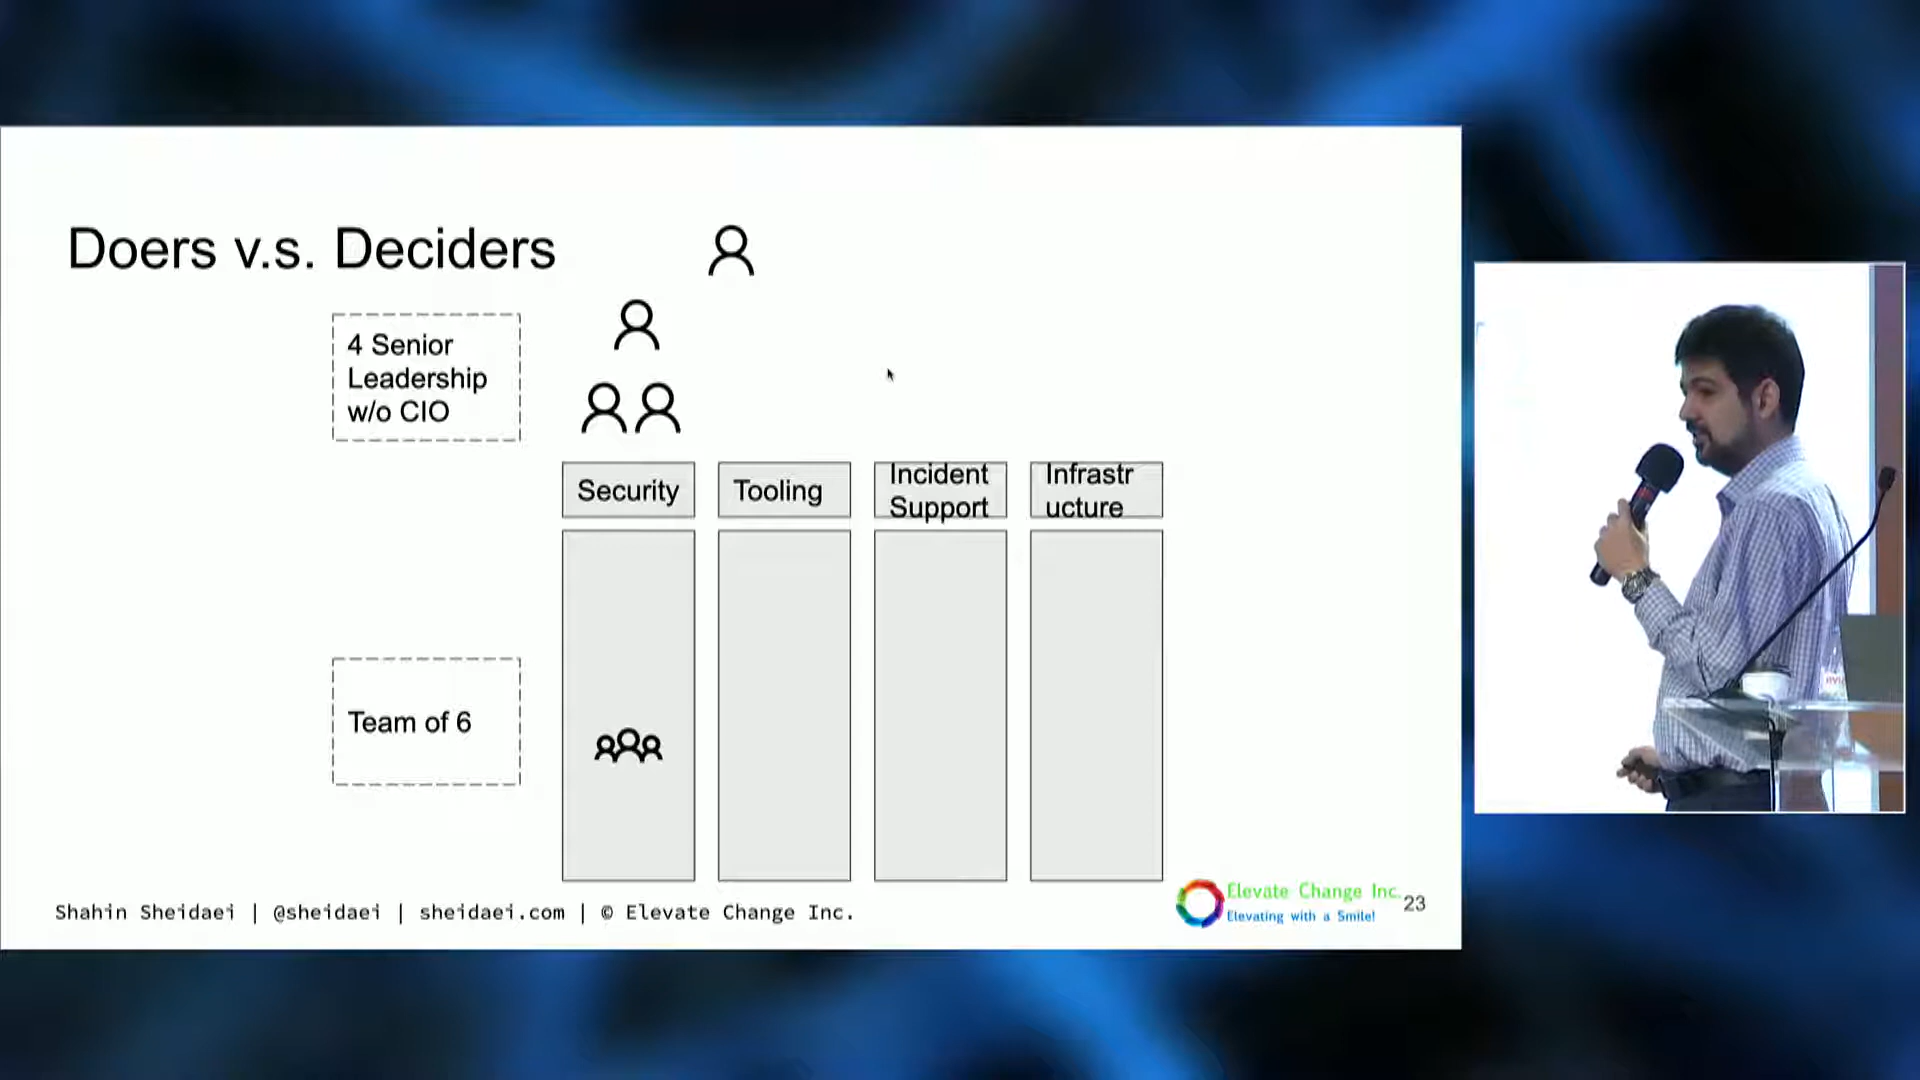 Doers v.s. Deciders
4 Senior
Leadership
w/o CIO
Security
Tooling
Incident
Support
Infrastr
ucture
Team of 6
Shahin Sheidaei | @sheidaei | sheidaei.com | © Elevate Change Inc.
Elevate Change Inc.
Elevating with a Smile!
23